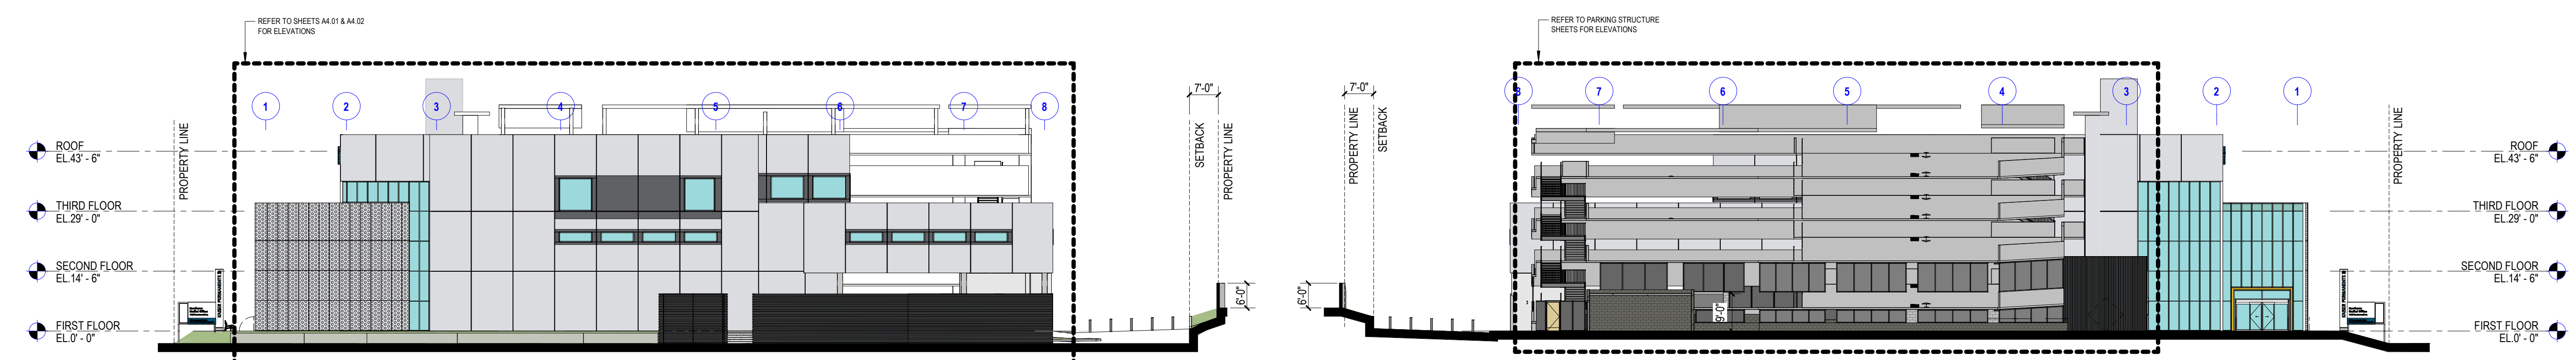 REFER TO SHEETS A4.01 & A4.02
FOR ELEVATIONS
1 2 3 4 5 6 7 8
7'-0"
PROPERTY LINE
SETBACK
PROPERTY LINE
ROOF
EL.43' - 6"
THIRD FLOOR
EL.29' - 0"
SECOND FLOOR
EL.14' - 6"
FIRST FLOOR
EL.0' - 0"
KAISER PERMANENTE
6'-0"
REFER TO PARKING STRUCTURE
SHEETS FOR ELEVATIONS
7'-0"
8 7 6 5 4 3 2 1
PROPERTY LINE
SETBACK
PROPERTY LINE
6'-0"
9'-0"
KAISER PERMANENTE
ROOF
EL.43' - 6"
THIRD FLOOR
EL.29' - 0"
SECOND FLOOR
EL.14' - 6"
FIRST FLOOR
EL.0' - 0"